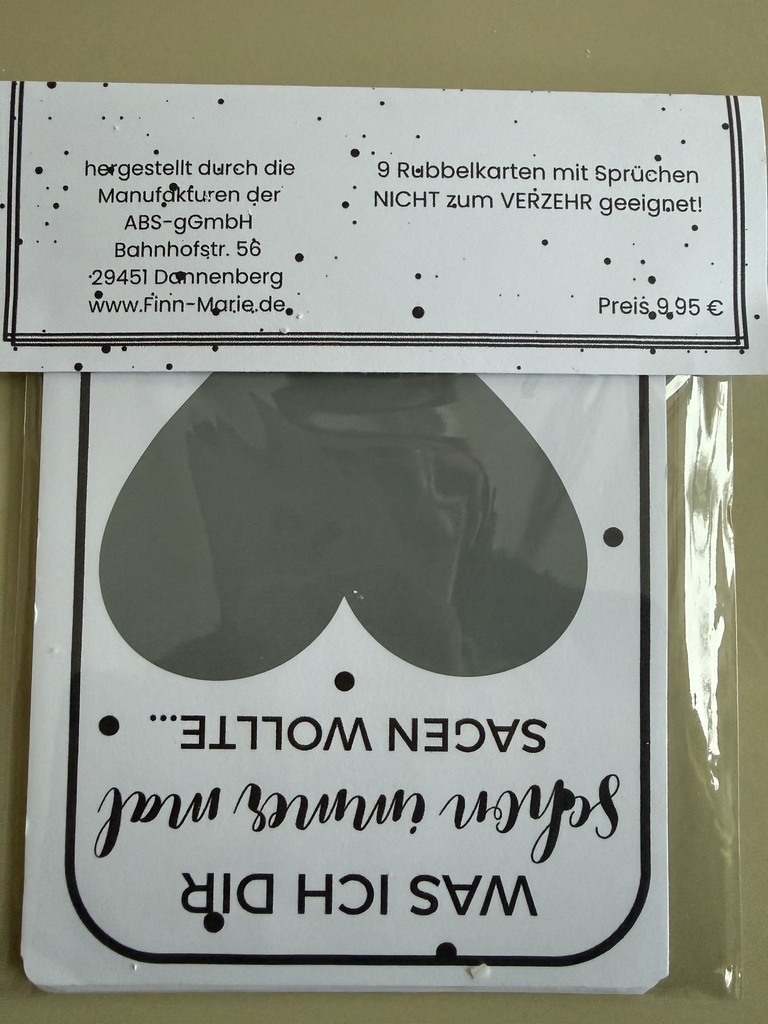 hergestellt durch die
Manufakturen der
ABS-gGmbH
Bahnhofstr. 56
29451 Dannenberg
www.Finn-Marie.de
9 Rubbelkarten mit Sprüchen
NICHT zum VERZEHR geeignet!
Preis 9,95 €
WAS ICH DIR
schon immer mal
SAGEN WOLLTE...